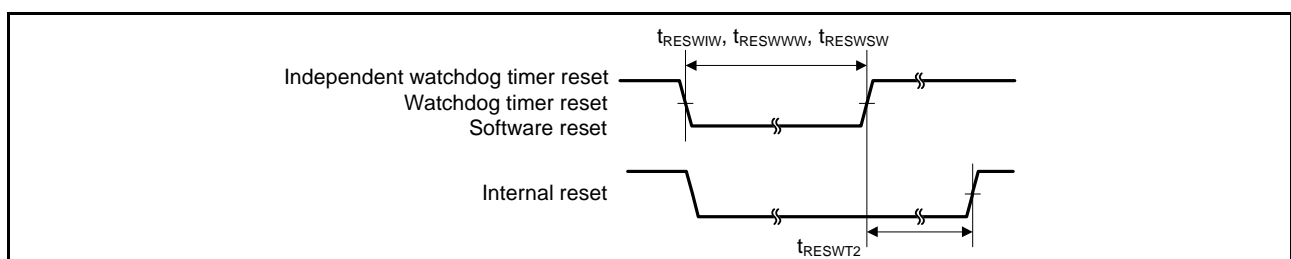 tRESWIW, tRESWWW, tRESWSW
Independent watchdog timer reset
Watchdog timer reset
Software reset
Internal reset
tRESWT2